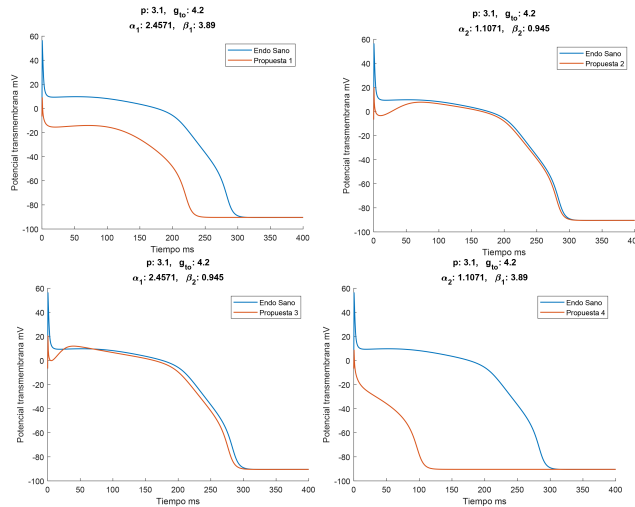 p: 3.1, g_to: 4.2
α_1: 2.4571, β_1: 3.89
60
40
20
0
-20
-40
-60
-80
-100
Potencial transmembrana mV
Endo Sano
Propuesta 1
0 50 100 150 200 250 300 350 400
Tiempo ms
p: 3.1, g_to: 4.2
α_2: 1.1071, β_2: 0.945
60
40
20
0
-20
-40
-60
-80
-100
Potencial transmembrana mV
Endo Sano
Propuesta 2
0 50 100 150 200 250 300 350 400
Tiempo ms
p: 3.1, g_to: 4.2
α_1: 2.4571, β_2: 0.945
60
40
20
0
-20
-40
-60
-80
-100
Potencial transmembrana mV
Endo Sano
Propuesta 3
0 50 100 150 200 250 300 350 400
Tiempo ms
p: 3.1, g_to: 4.2
α_2: 1.1071, β_1: 3.89
60
40
20
0
-20
-40
-60
-80
-100
Potencial transmembrana mV
Endo Sano
Propuesta 4
0 50 100 150 200 250 300 350 400
Tiempo ms